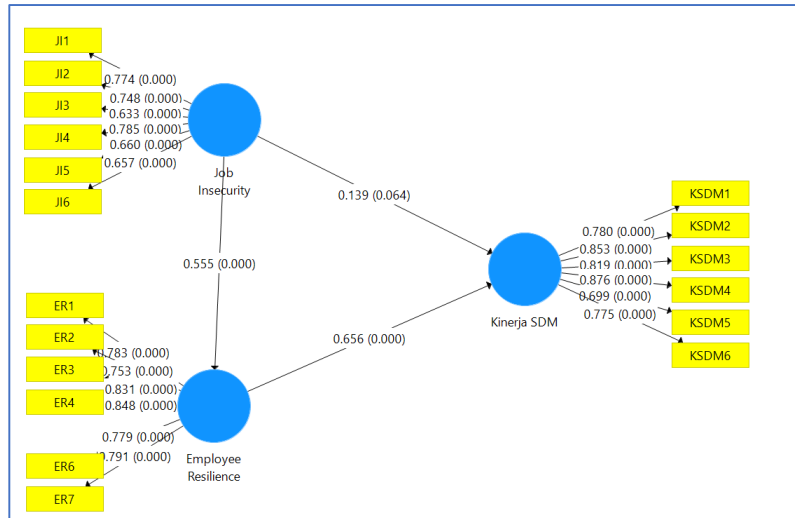 JI1
JI2
JI3
JI4
JI5
JI6
0.774 (0.000)
0.748 (0.000)
0.633 (0.000)
0.785 (0.000)
0.660 (0.000)
0.657 (0.000)
Job
Insecurity
0.139 (0.064)
0.555 (0.000)
0.656 (0.000)
KSDM1
KSDM2
KSDM3
KSDM4
KSDM5
KSDM6
0.780 (0.000)
0.853 (0.000)
0.819 (0.000)
0.876 (0.000)
0.699 (0.000)
0.775 (0.000)
Kinerja SDM
ER1
ER2
ER3
ER4
ER6
ER7
0.783 (0.000)
0.753 (0.000)
0.831 (0.000)
0.848 (0.000)
0.779 (0.000)
0.791 (0.000)
Employee
Resilience